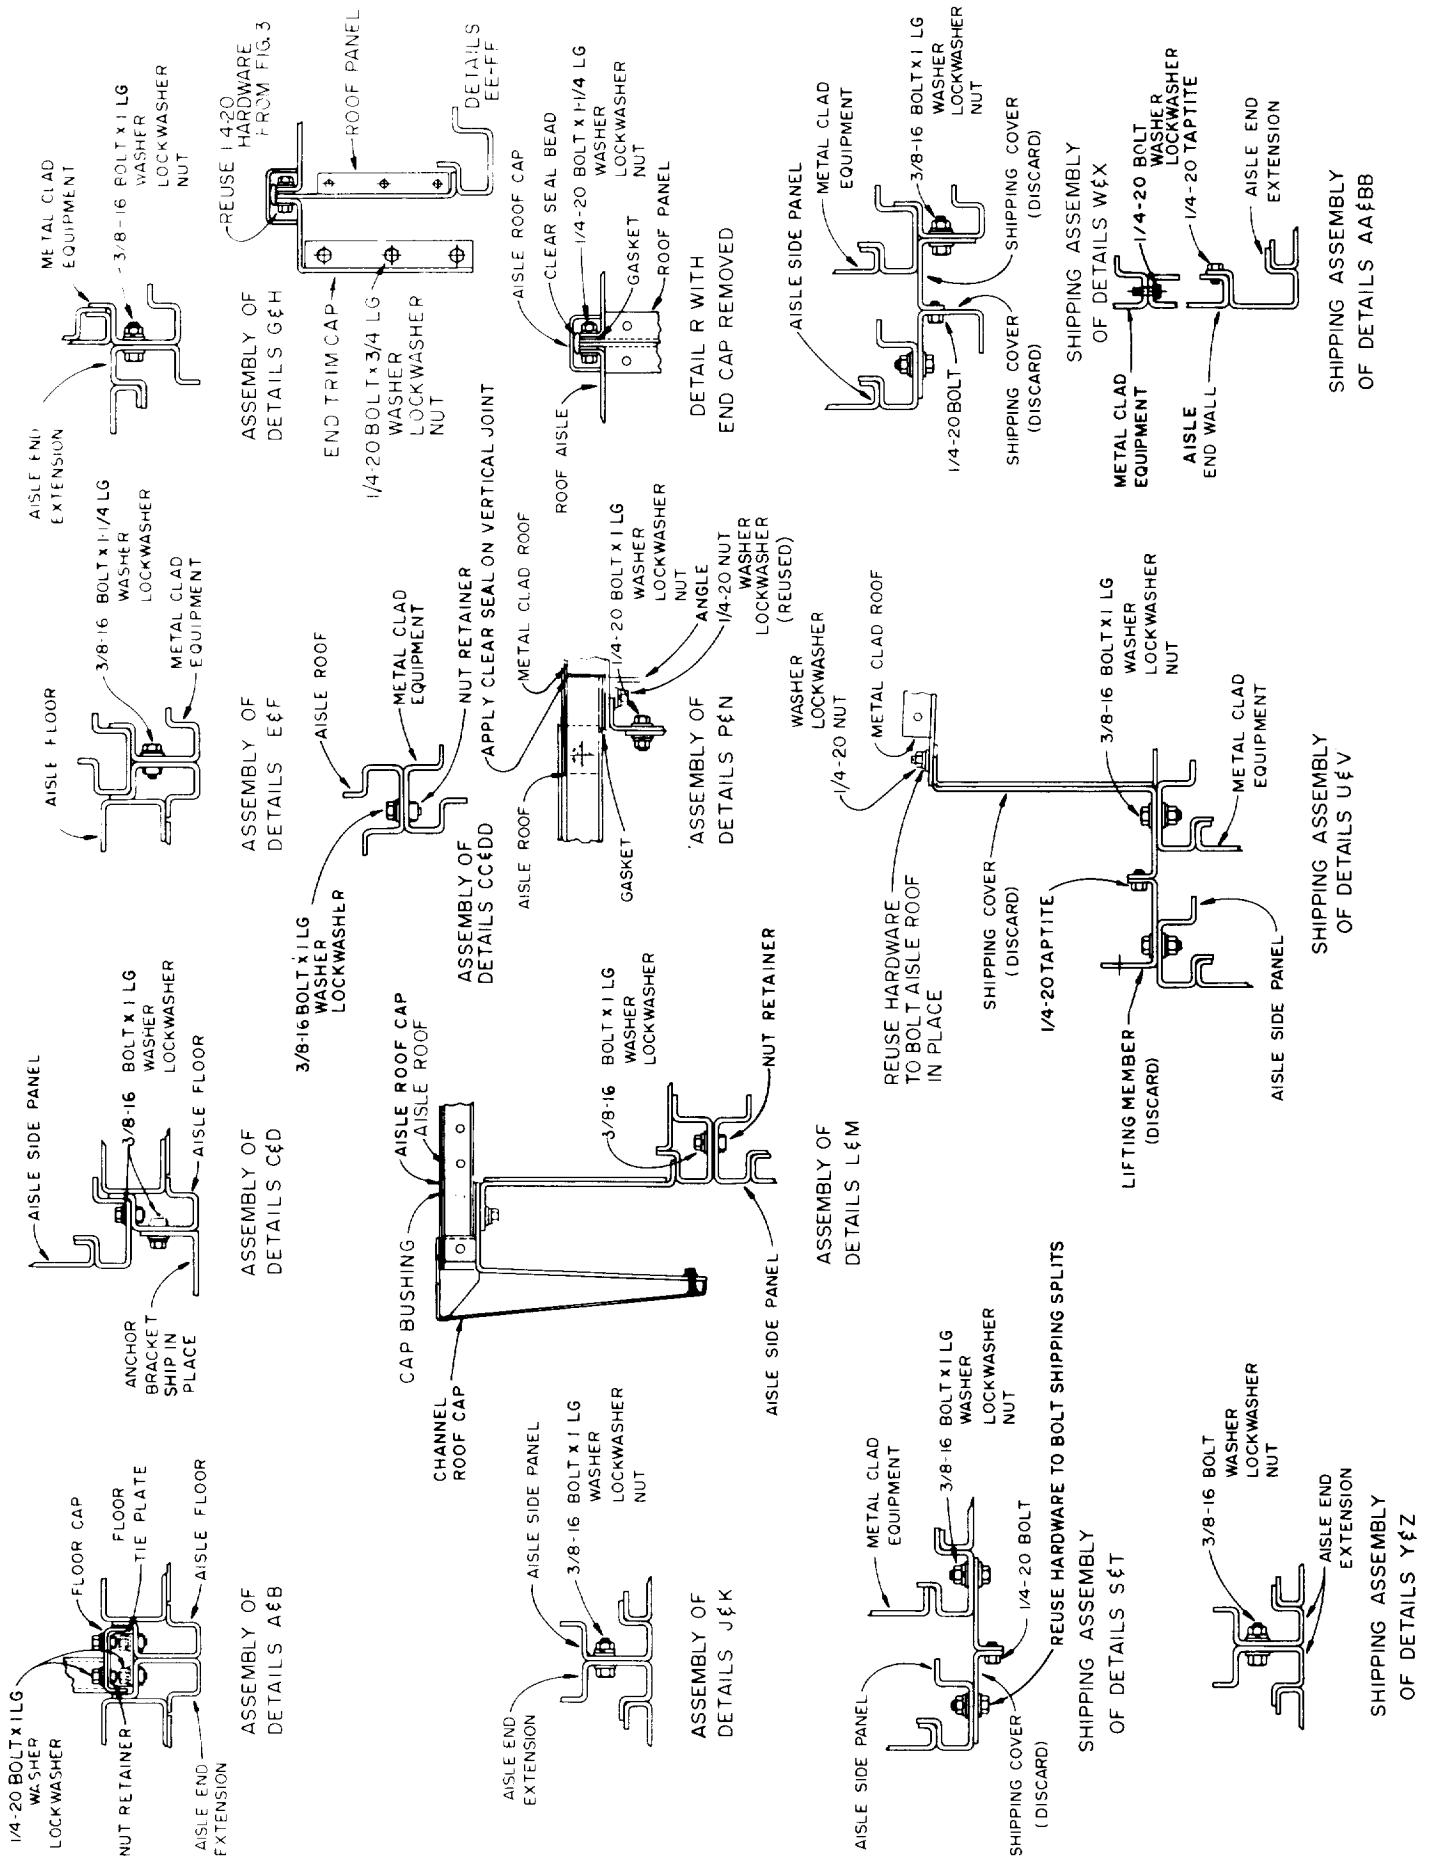 1/4-20 BOLT X 1 LG
WASHER
LOCKWASHER
NUT RETAINER
AISLE END
EXTENSION
FLOOR CAP
FLOOR
TIE PLATE
AISLE FLOOR
ASSEMBLY OF
DETAILS A&B
AISLE SIDE PANEL
3/8-16 BOLT X 1 LG
WASHER
LOCKWASHER
ANCHOR
BRACKET
SHIP IN
PLACE
AISLE FLOOR
ASSEMBLY OF
DETAILS C&D
AISLE FLOOR
3/8-16 BOLT X 1-1/4 LG
WASHER
LOCKWASHER
METAL CLAD
EQUIPMENT
ASSEMBLY OF
DETAILS E&F
AISLE END
EXTENSION
METAL CLAD
EQUIPMENT
3/8-16 BOLT X 1 LG
WASHER
LOCKWASHER
NUT
ASSEMBLY OF
DETAILS G&H
AISLE END
EXTENSION
AISLE SIDE PANEL
3/8-16 BOLT X 1 LG
WASHER
LOCKWASHER
NUT
ASSEMBLY OF
DETAILS J&K
CHANNEL
ROOF CAP
CAP BUSHING
AISLE ROOF CAP
AISLE ROOF
3/8-16 BOLT X 1 LG
WASHER
LOCKWASHER
NUT RETAINER
AISLE SIDE PANEL
ASSEMBLY OF
DETAILS L&M
3/8-16 BOLT X 1 LG
WASHER
LOCKWASHER
AISLE ROOF
METAL CLAD
EQUIPMENT
NUT RETAINER
ASSEMBLY OF
DETAILS CC&DD
APPLY CLEAR SEAL ON VERTICAL JOINT
AISLE ROOF
METAL CLAD ROOF
GASKET
1/4-20 BOLT X 1 LG
WASHER
LOCKWASHER
NUT
ANGLE
1/4-20 NUT
WASHER
LOCKWASHER
(REUSED)
ASSEMBLY OF
DETAILS P&N
REUSE 1 4-20
HARDWARE
FROM FIG. 3
ROOF PANEL
END TRIM CAP
1/4-20 BOLT X 3/4 LG
WASHER
LOCKWASHER
NUT
DETAILS
EE-FF
ROOF AISLE
AISLE ROOF CAP
CLEAR SEAL BEAD
1/4-20 BOLT X 1-1/4 LG
WASHER
LOCKWASHER
NUT
GASKET
ROOF PANEL
DETAIL R WITH
END CAP REMOVED
AISLE SIDE PANEL
METAL CLAD
EQUIPMENT
3/8-16 BOLT X 1 LG
WASHER
LOCKWASHER
NUT
1/4-20 BOLT
REUSE HARDWARE TO BOLT SHIPPING SPLITS
SHIPPING COVER
(DISCARD)
SHIPPING ASSEMBLY
OF DETAILS S&T
REUSE HARDWARE
TO BOLT AISLE ROOF
IN PLACE
WASHER
LOCKWASHER
1/4-20 NUT
METAL CLAD ROOF
SHIPPING COVER
(DISCARD)
1/4-20 TAPTITE
LIFTING MEMBER
(DISCARD)
3/8-16 BOLT X 1 LG
WASHER
LOCKWASHER
NUT
METAL CLAD
EQUIPMENT
AISLE SIDE PANEL
SHIPPING ASSEMBLY
OF DETAILS U&V
AISLE SIDE PANEL
METAL CLAD
EQUIPMENT
3/8-16 BOLT X 1 LG
WASHER
LOCKWASHER
NUT
1/4-20 BOLT
SHIPPING COVER
(DISCARD)
SHIPPING COVER
(DISCARD)
SHIPPING ASSEMBLY
OF DETAILS W&X
3/8-16 BOLT
WASHER
LOCKWASHER
NUT
AISLE END
EXTENSION
SHIPPING ASSEMBLY
OF DETAILS Y&Z
METAL CLAD
EQUIPMENT
1/4-20 BOLT
WASHER
LOCKWASHER
1/4-20 TAPTITE
AISLE
END WALL
AISLE END
EXTENSION
SHIPPING ASSEMBLY
OF DETAILS AA&BB